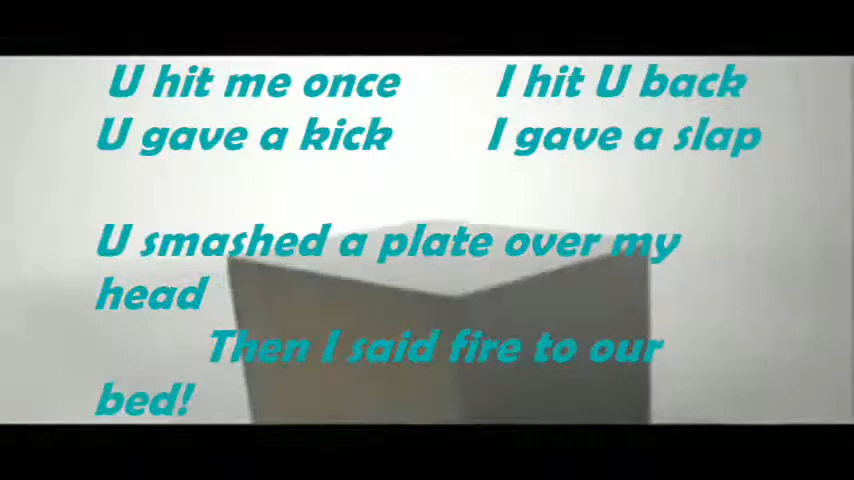 U hit me once I hit U back
U gave a kick I gave a slap
U smashed a plate over my
head
Then I said fire to our
bed!